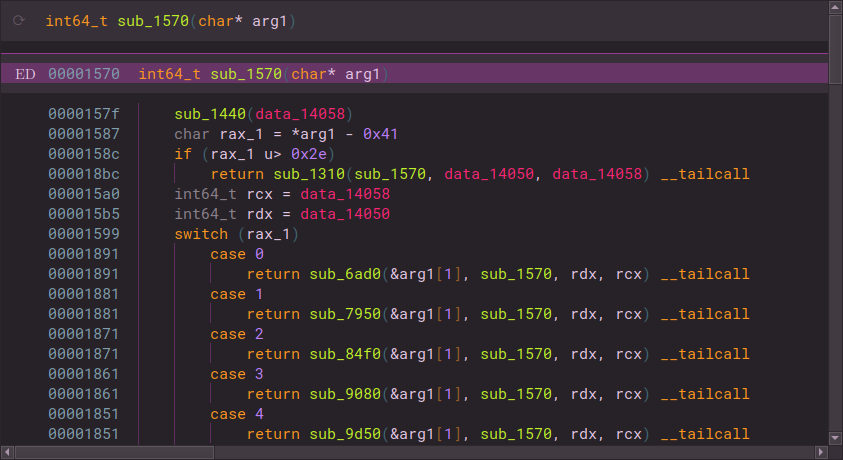 int64_t sub_1570(char* arg1)
ED 00001570 int64_t sub_1570(char* arg1)
0000157f sub_1440(data_14058)
00001587 char rax_1 = *arg1 - 0x41
0000158c if (rax_1 u> 0x2e)
000018bc return sub_1310(sub_1570, data_14050, data_14058) __tailcall
000015a0 int64_t rcx = data_14058
000015b5 int64_t rdx = data_14050
00001599 switch (rax_1)
00001891 case 0
00001891 return sub_6ad0(&arg1[1], sub_1570, rdx, rcx) __tailcall
00001881 case 1
00001881 return sub_7950(&arg1[1], sub_1570, rdx, rcx) __tailcall
00001871 case 2
00001871 return sub_84f0(&arg1[1], sub_1570, rdx, rcx) __tailcall
00001861 case 3
00001861 return sub_9080(&arg1[1], sub_1570, rdx, rcx) __tailcall
00001851 case 4
00001851 return sub_9d50(&arg1[1], sub_1570, rdx, rcx) __tailcall